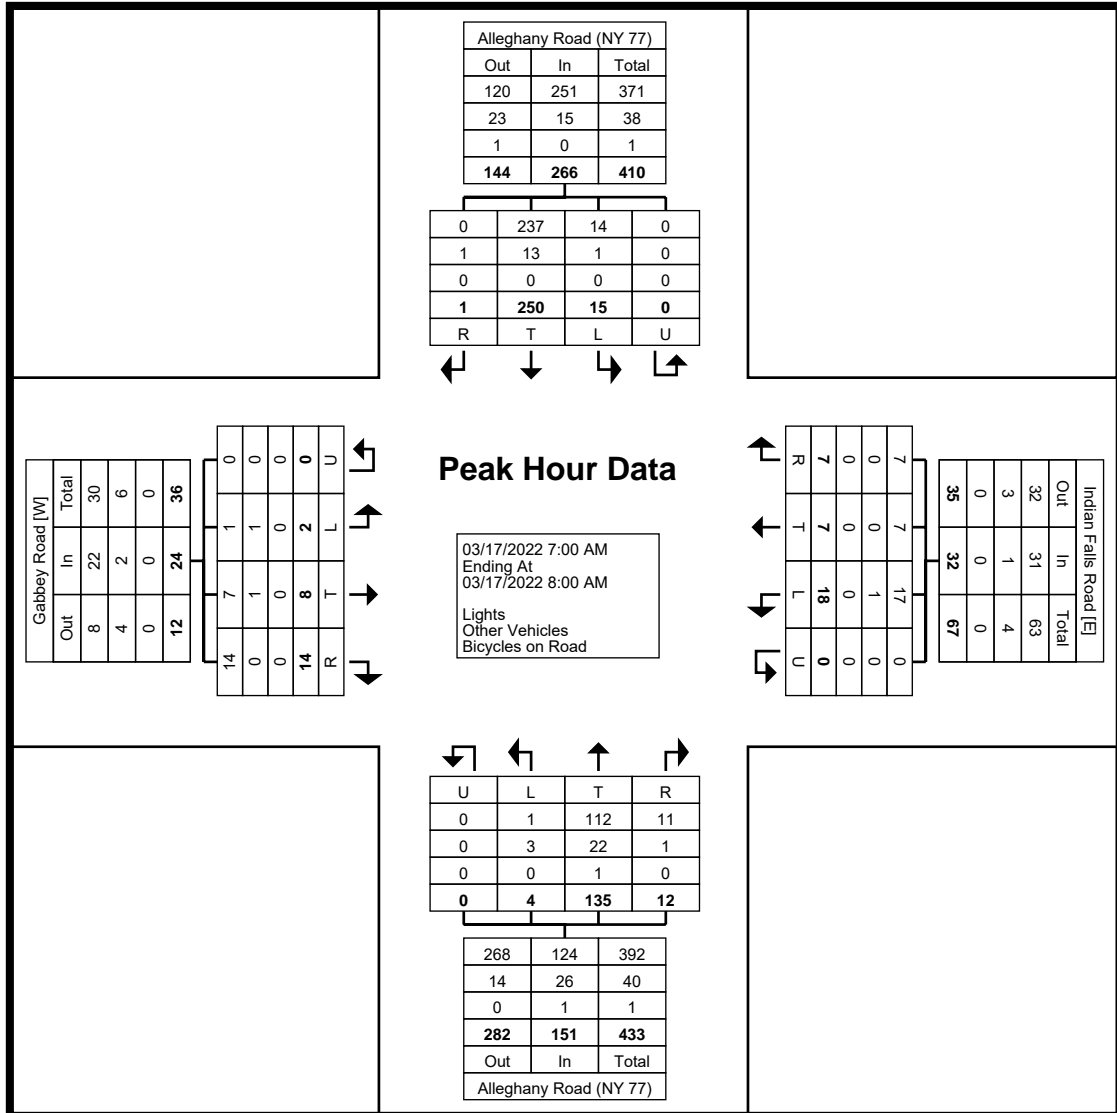 Alleghany Road (NY 77)
Out In Total
120 251 371
23 15 38
1 0 1
144 266 410
0 237 14 0
1 13 1 0
0 0 0 0
1 250 15 0
R T L U
Gabbey Road [W]
Total In Out
30 22 8
6 2 4
0 0 0
36 24 12
0 1 7 14
0 1 1 0
0 0 0 0
0 2 8 14
U L T R
Peak Hour Data
03/17/2022 7:00 AM
Ending At
03/17/2022 8:00 AM
Lights
Other Vehicles
Bicycles on Road
Indian Falls Road [E]
Out In Total
32 31 63
3 1 4
0 0 0
35 32 67
7 7 17 0
0 0 1 0
0 0 0 0
7 7 18 0
R T L U
U L T R
0 1 112 11
0 3 22 1
0 0 1 0
0 4 135 12
268 124 392
14 26 40
0 1 1
282 151 433
Out In Total
Alleghany Road (NY 77)